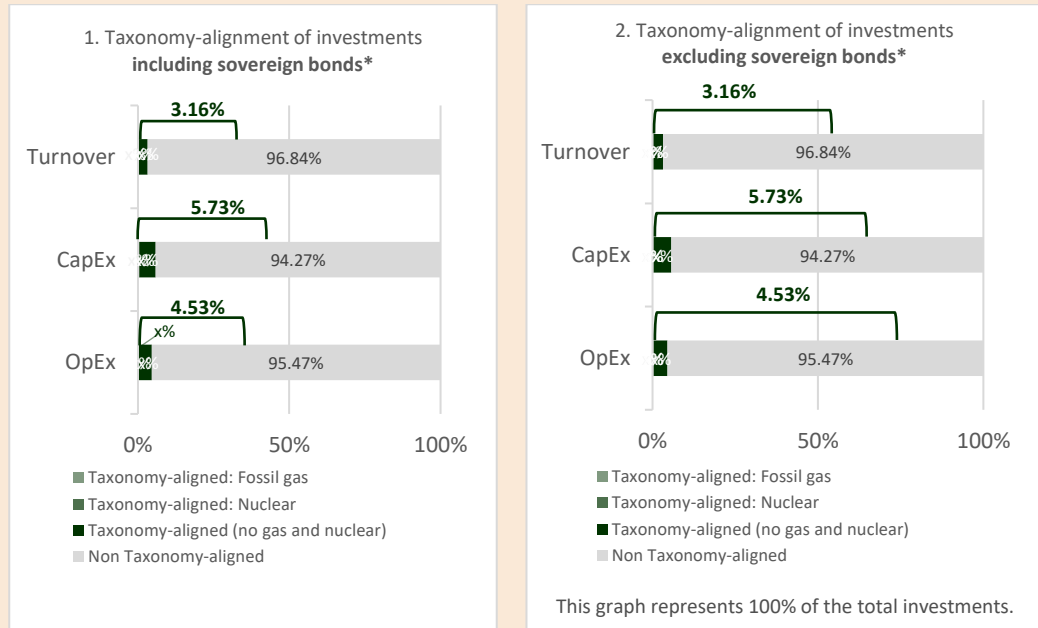 1. Taxonomy-alignment of investments
including sovereign bonds*
3.16%
Turnover
96.84%
5.73%
CapEx
94.27%
4.53%
x%
OpEx
95.47%
0%
50%
100%
Taxonomy-aligned: Fossil gas
Taxonomy-aligned: Nuclear
Taxonomy-aligned (no gas and nuclear)
Non Taxonomy-aligned
2. Taxonomy-alignment of investments
excluding sovereign bonds*
3.16%
Turnover
96.84%
5.73%
CapEx
94.27%
4.53%
OpEx
95.47%
0%
50%
100%
Taxonomy-aligned: Fossil gas
Taxonomy-aligned: Nuclear
Taxonomy-aligned (no gas and nuclear)
Non Taxonomy-aligned
This graph represents 100% of the total investments.